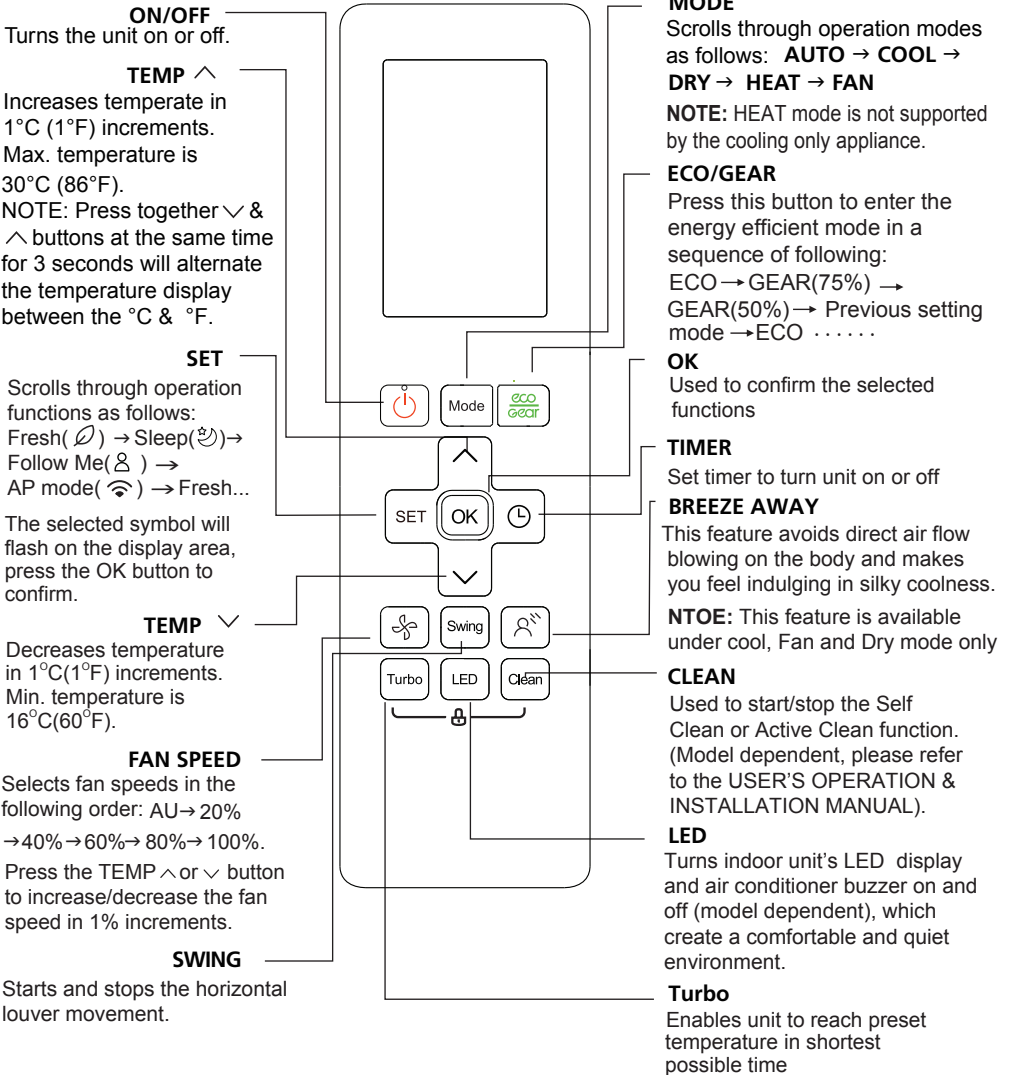 ON/OFF
Turns the unit on or off.
TEMP ︿
Increases temperate in
1°C (1°F) increments.
Max. temperature is
30°C (86°F).
NOTE: Press together ﹀ &
︿ buttons at the same time
for 3 seconds will alternate
the temperature display
between the °C & °F.
SET
Scrolls through operation
functions as follows:
Fresh( ) → Sleep( ) →
Follow Me( ) →
AP mode( ) → Fresh...
The selected symbol will
flash on the display area,
press the OK button to
confirm.
TEMP ﹀
Decreases temperature
in 1°C(1°F) increments.
Min. temperature is
16°C(60°F).
FAN SPEED
Selects fan speeds in the
following order: AU→ 20%
→40%→60%→ 80%→ 100%.
Press the TEMP ︿ or ﹀ button
to increase/decrease the fan
speed in 1% increments.
SWING
Starts and stops the horizontal
louver movement.
Mode
eco
Gear
SET
OK
Swing
Turbo
LED
Clean
MODE
Scrolls through operation modes
as follows: AUTO → COOL →
DRY → HEAT → FAN
NOTE: HEAT mode is not supported
by the cooling only appliance.
ECO/GEAR
Press this button to enter the
energy efficient mode in a
sequence of following:
ECO → GEAR(75%) →
GEAR(50%) → Previous setting
mode → ECO ······
OK
Used to confirm the selected
functions
TIMER
Set timer to turn unit on or off
BREEZE AWAY
This feature avoids direct air flow
blowing on the body and makes
you feel indulging in silky coolness.
NTOE: This feature is available
under cool, Fan and Dry mode only
CLEAN
Used to start/stop the Self
Clean or Active Clean function.
(Model dependent, please refer
to the USER'S OPERATION &
INSTALLATION MANUAL).
LED
Turns indoor unit's LED display
and air conditioner buzzer on and
off (model dependent), which
create a comfortable and quiet
environment.
Turbo
Enables unit to reach preset
temperature in shortest
possible time